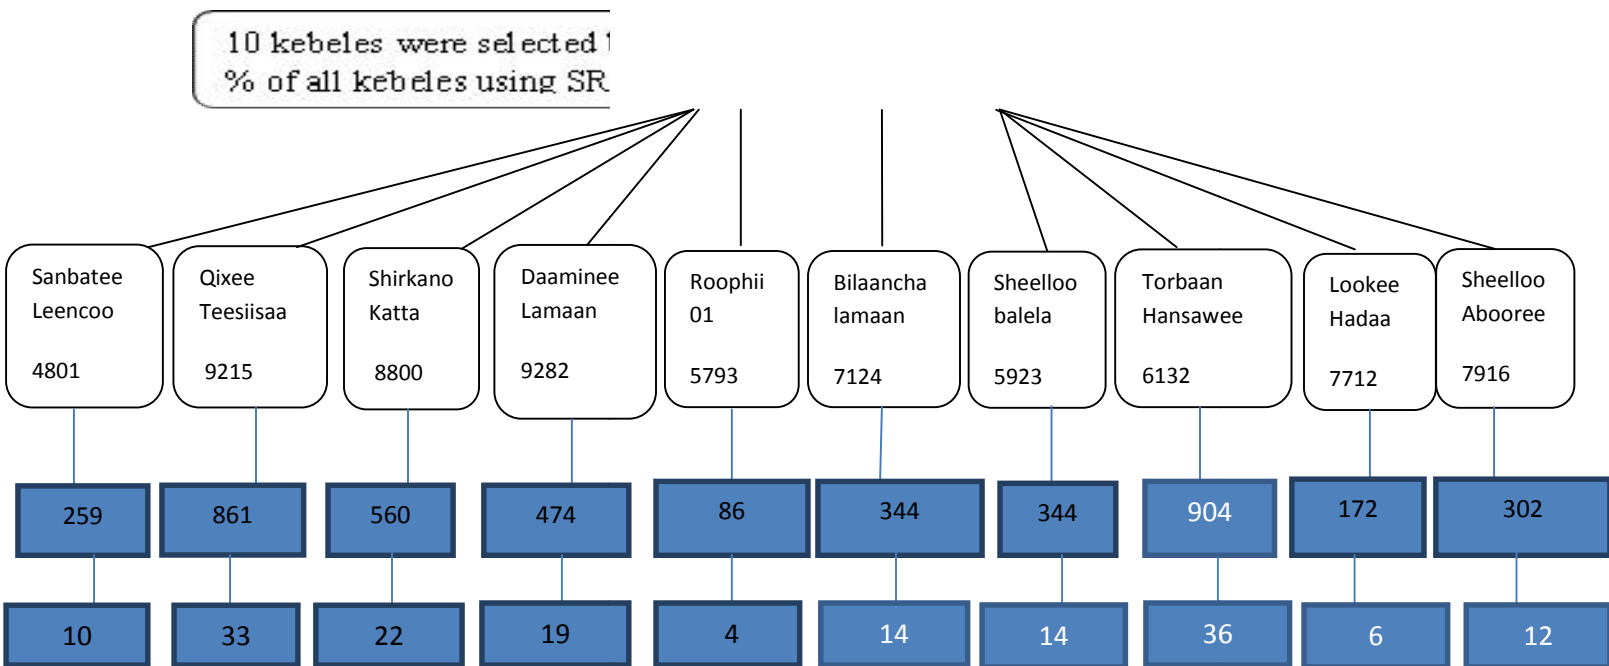 10 kebeles were selected
% of all kebeles using SR
Sanbatee
Leencoo
4801
Qixee
Teesiisaa
9215
Shirkano
Katta
8800
Daaminee
Lamaan
9282
Roophii
01
5793
Bilaancha
lamaan
7124
Sheelloo
balela
5923
Torbaan
Hansawee
6132
Lookee
Hadaa
7712
Sheelloo
Abooree
7916
259
861
560
474
86
344
344
904
172
302
10
33
22
19
4
14
14
36
6
12